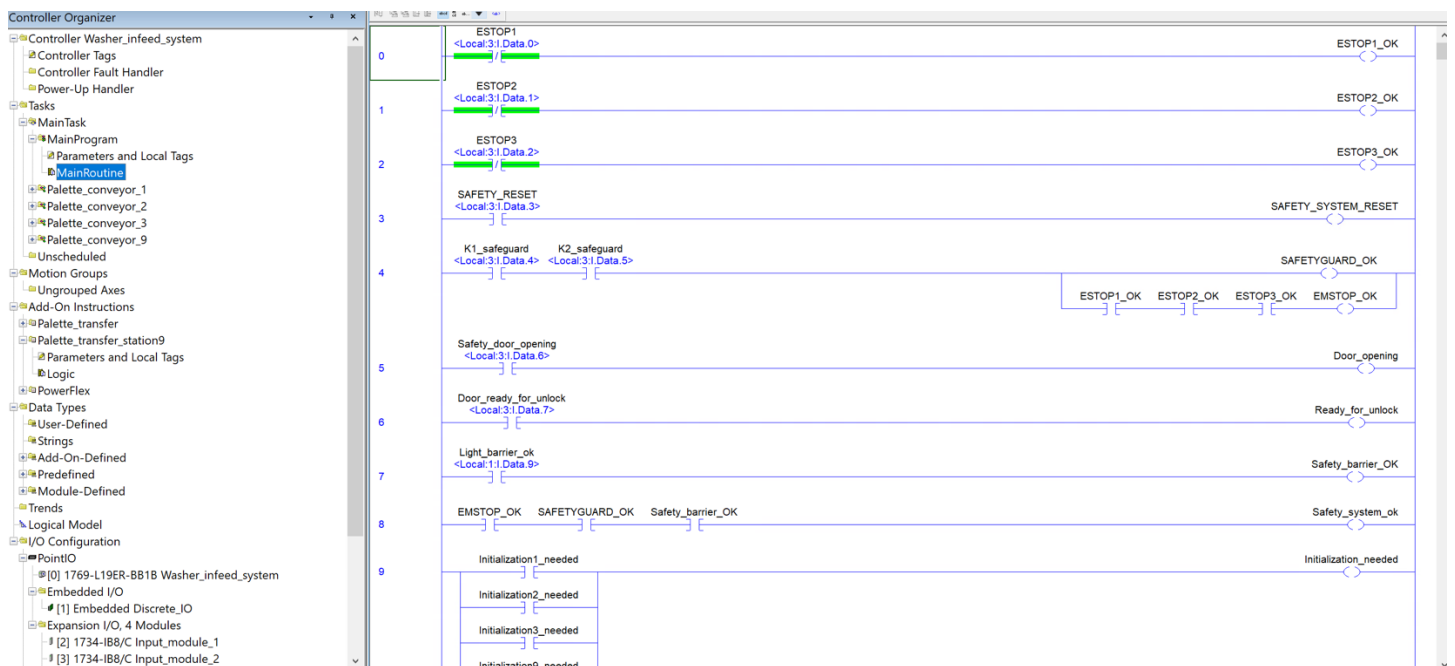 Controller Organizer
Controller Washer_infeed_system
Controller Tags
Controller Fault Handler
Power-Up Handler
Tasks
MainTask
MainProgram
Parameters and Local Tags
MainRoutine
Palette_conveyor_1
Palette_conveyor_2
Palette_conveyor_3
Palette_conveyor_9
Unscheduled
Motion Groups
Ungrouped Axes
Add-On Instructions
Palette_transfer
Palette_transfer_station9
Parameters and Local Tags
Logic
PowerFlex
Data Types
User-Defined
Strings
Add-On-Defined
Predefined
Module-Defined
Trends
Logical Model
I/O Configuration
PointIO
[0] 1769-L19ER-BB1B Washer_infeed_system
Embedded I/O
[1] Embedded Discrete_IO
Expansion I/O, 4 Modules
[2] 1734-IB8/C Input_module_1
[3] 1734-IB8/C Input_module_2
ESTOP1
<Local:3:I.Data.0>
ESTOP1_OK
0
ESTOP2
<Local:3:I.Data.1>
ESTOP2_OK
1
ESTOP3
<Local:3:I.Data.2>
ESTOP3_OK
2
SAFETY_RESET
<Local:3:I.Data.3>
SAFETY_SYSTEM_RESET
3
K1_safeguard K2_safeguard
<Local:3:I.Data.4> <Local:3:I.Data.5>
SAFETYGUARD_OK
4
ESTOP1_OK ESTOP2_OK ESTOP3_OK EMSTOP_OK
Safety_door_opening
<Local:3:I.Data.6>
Door_opening
5
Door_ready_for_unlock
<Local:3:I.Data.7>
Ready_for_unlock
6
Light_barrier_ok
<Local:1:I.Data.9>
Safety_barrier_OK
7
EMSTOP_OK SAFETYGUARD_OK Safety_barrier_OK
Safety_system_ok
8
Initialization1_needed
Initialization_needed
9
Initialization2_needed
Initialization3_needed
Initialization9_needed